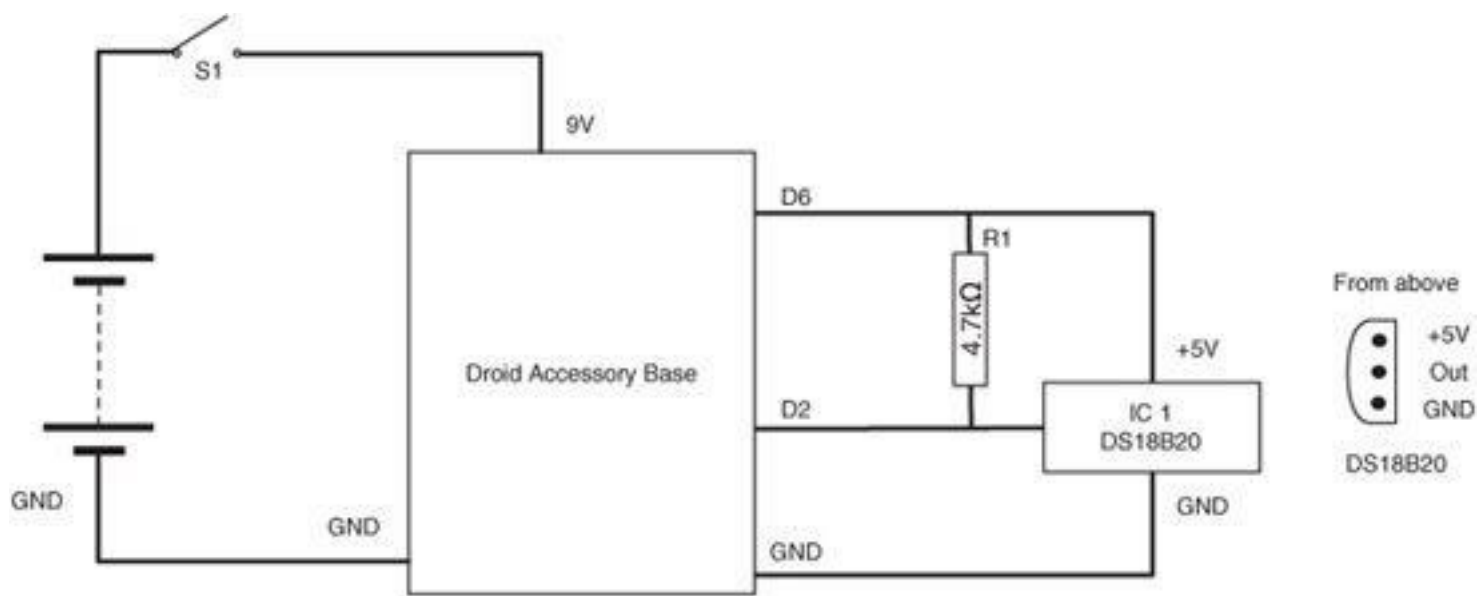 S1
9V
D6
R1
4.7kΩ
From above
+5V
+5V
Out
Droid Accessory Base
D2
IC 1
DS18B20
GND
DS18B20
GND
GND
GND
GND